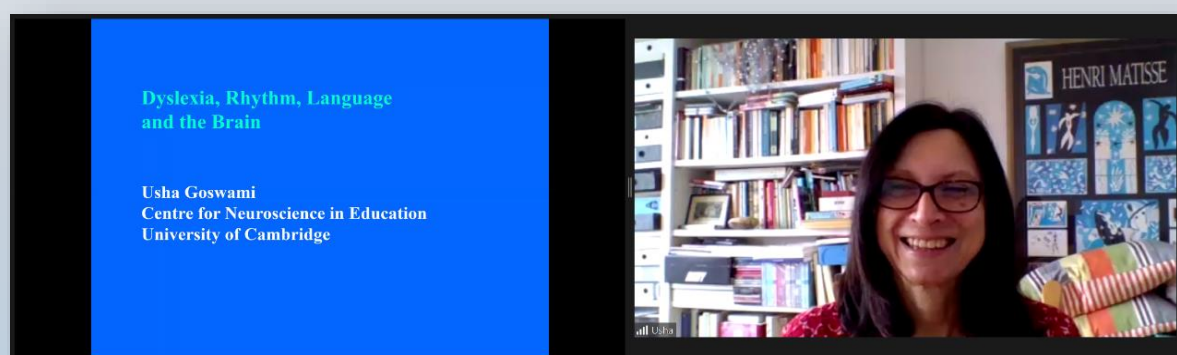 Dyslexia, Rhythm, Language
and the Brain
Usha Goswami
Centre for Neuroscience in Education
University of Cambridge
HENRI MATISSE
Usha